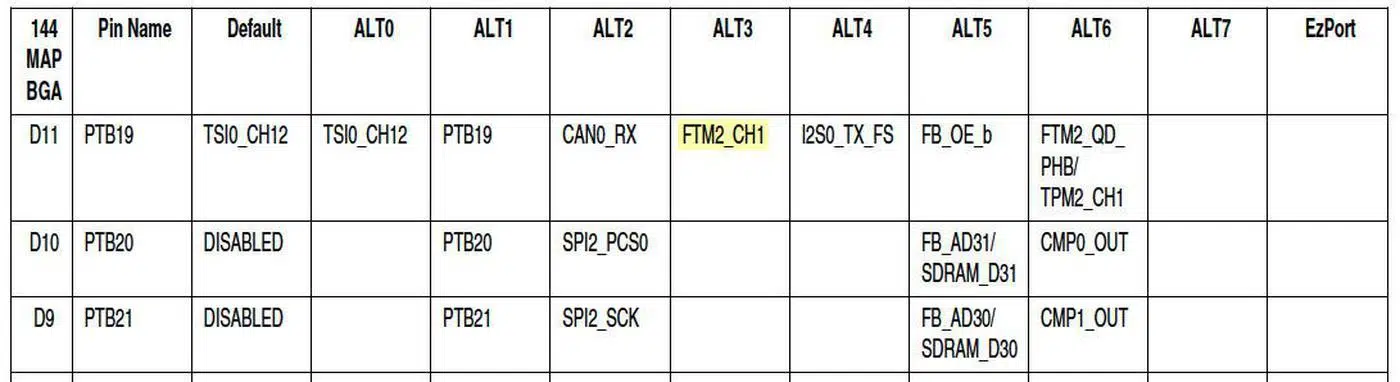 144 MAP BGA Pin Name Default ALT0 ALT1 ALT2 ALT3 ALT4 ALT5 ALT6 ALT7 EzPort
D11 PTB19 TSI0_CH12 TSI0_CH12 PTB19 CAN0_RX FTM2_CH1 I2S0_TX_FS FB_OE_b FTM2_QD_
PHB/
TPM2_CH1
D10 PTB20 DISABLED PTB20 SPI2_PCS0 FB_AD31/ CMP0_OUT
SDRAM_D31
D9 PTB21 DISABLED PTB21 SPI2_SCK FB_AD30/ CMP1_OUT
SDRAM_D30